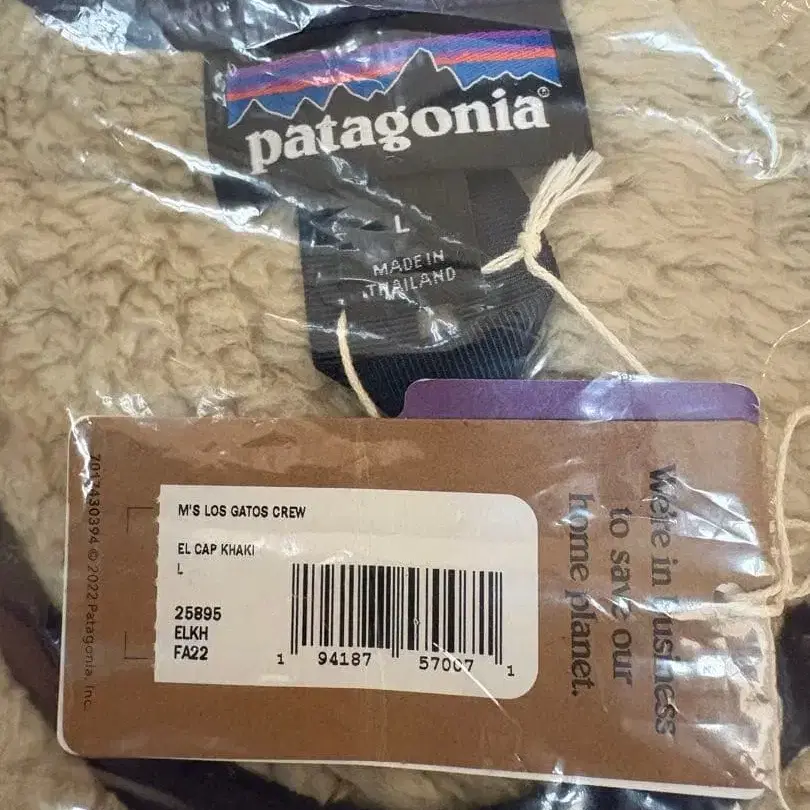 patagonia®
L
MADE IN
THAILAND
M'S LOS GATOS CREW
EL CAP KHAKI
L
25895
ELKH
FA22
1 94187 57007 1
We're in business
to save our
home planet.
7017430394 © 2022 Patagonia, Inc.